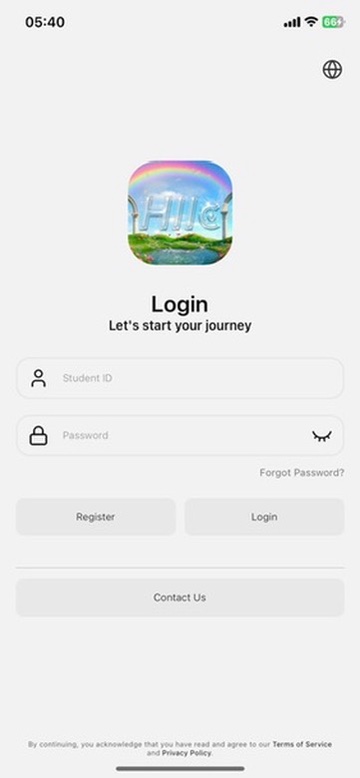 05:40
66
Login
Let's start your journey
Student ID
Password
Forgot Password?
Register
Login
Contact Us
By continuing, you acknowledge that you have read and agree to our Terms of Service
and Privacy Policy.